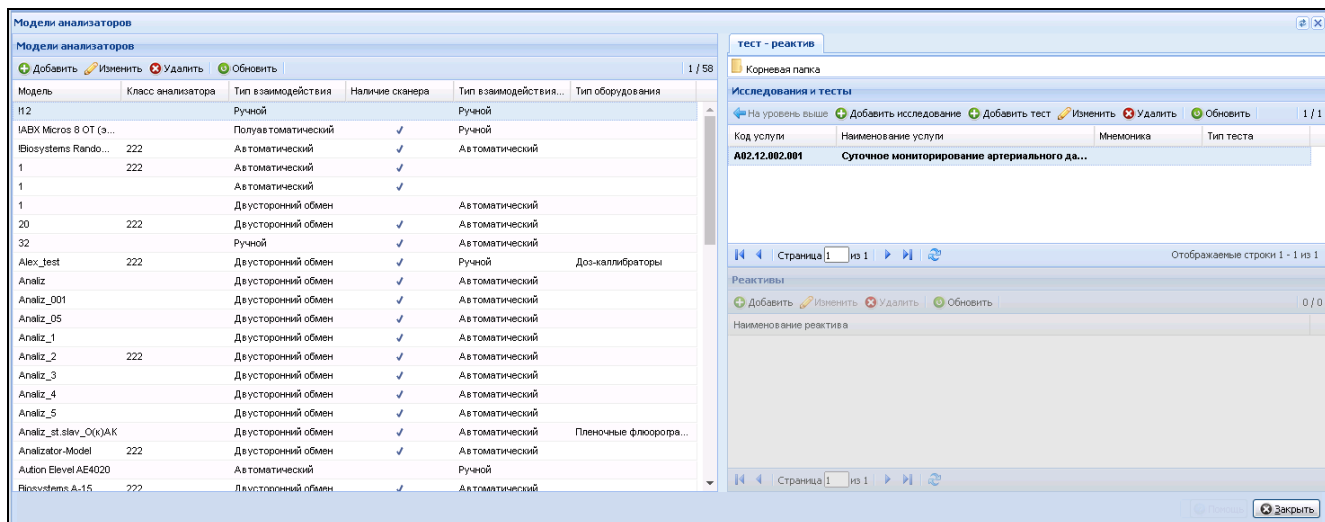 Модели анализаторов
Модели анализаторов
Добавить Изменить Удалить Обновить 1 / 58
Модель Класс анализатора Тип взаимодействия Наличие сканера Тип взаимодействия... Тип оборудования
!12 Ручной Ручной
!ABX Micros 8 ОТ (э... Полуавтоматический Ручной
!Biosystems Rando... 222 Автоматический Автоматический
1 222 Автоматический
1 Автоматический
1 Двусторонний обмен Автоматический
20 222 Двусторонний обмен Автоматический
32 Ручной Автоматический
Alex_test 222 Двусторонний обмен Ручной Доз-каллибраторы
Analiz Двусторонний обмен Автоматический
Analiz_001 Двусторонний обмен Автоматический
Analiz_05 Двусторонний обмен Автоматический
Analiz_1 Двусторонний обмен Автоматический
Analiz_2 222 Двусторонний обмен Автоматический
Analiz_3 Двусторонний обмен Автоматический
Analiz_4 Двусторонний обмен Автоматический
Analiz_5 Двусторонний обмен Автоматический
Analiz_st.slav_О(к)АК Двусторонний обмен Автоматический Пленочные флюорогра...
Analizator-Model 222 Двусторонний обмен Автоматический
Aution Elevel AE4020 Автоматический Ручной
Biosystems A-15 222 Двусторонний обмен Автоматический
тест - реактив
Корневая папка
Исследования и тесты
На уровень выше Добавить исследование Добавить тест Изменить Удалить Обновить 1 / 1
Код услуги Наименование услуги Мнемоника Тип теста
A02.12.002.001 Суточное мониторирование артериального да...
Страница 1 из 1 Отображаемые строки 1 - 1 из 1
Реактивы
Добавить Изменить Удалить Обновить 0 / 0
Наименование реактива
Страница 1 из 1
Закрыть